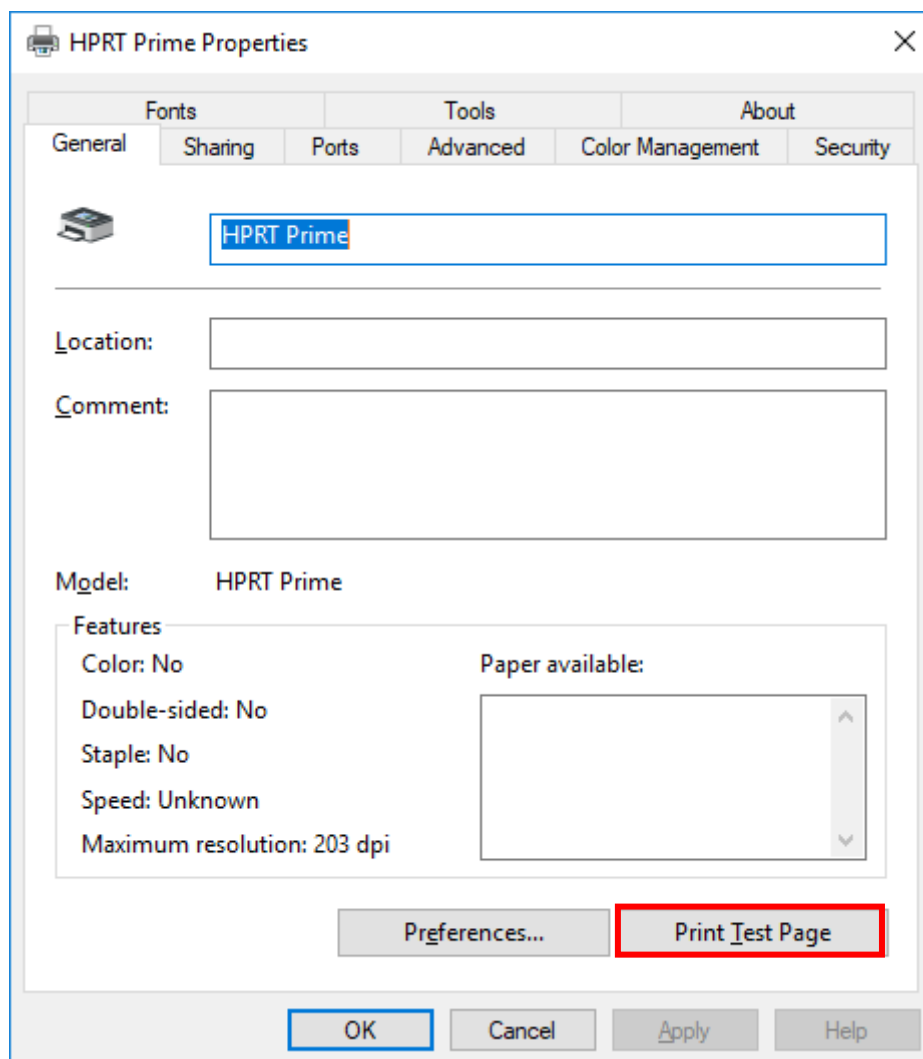 HPRT Prime Properties
Fonts Tools About
General Sharing Ports Advanced Color Management Security
HPRT Prime
Location:
Comment:
Model: HPRT Prime
Features
Color: No Paper available:
Double-sided: No
Staple: No
Speed: Unknown
Maximum resolution: 203 dpi
Preferences... Print Test Page
OK Cancel Apply Help